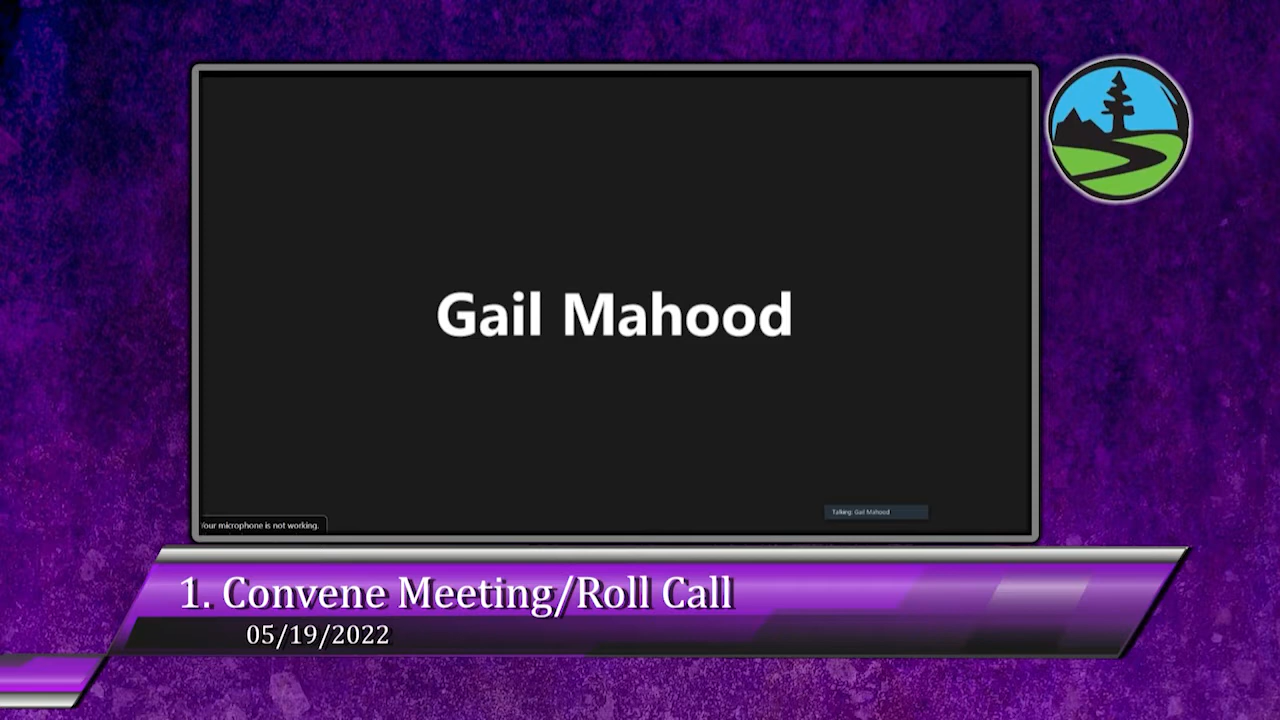 Gail Mahood
Talking: Gail Mahood
Your microphone is not working.
1. Convene Meeting/Roll Call
05/19/2022